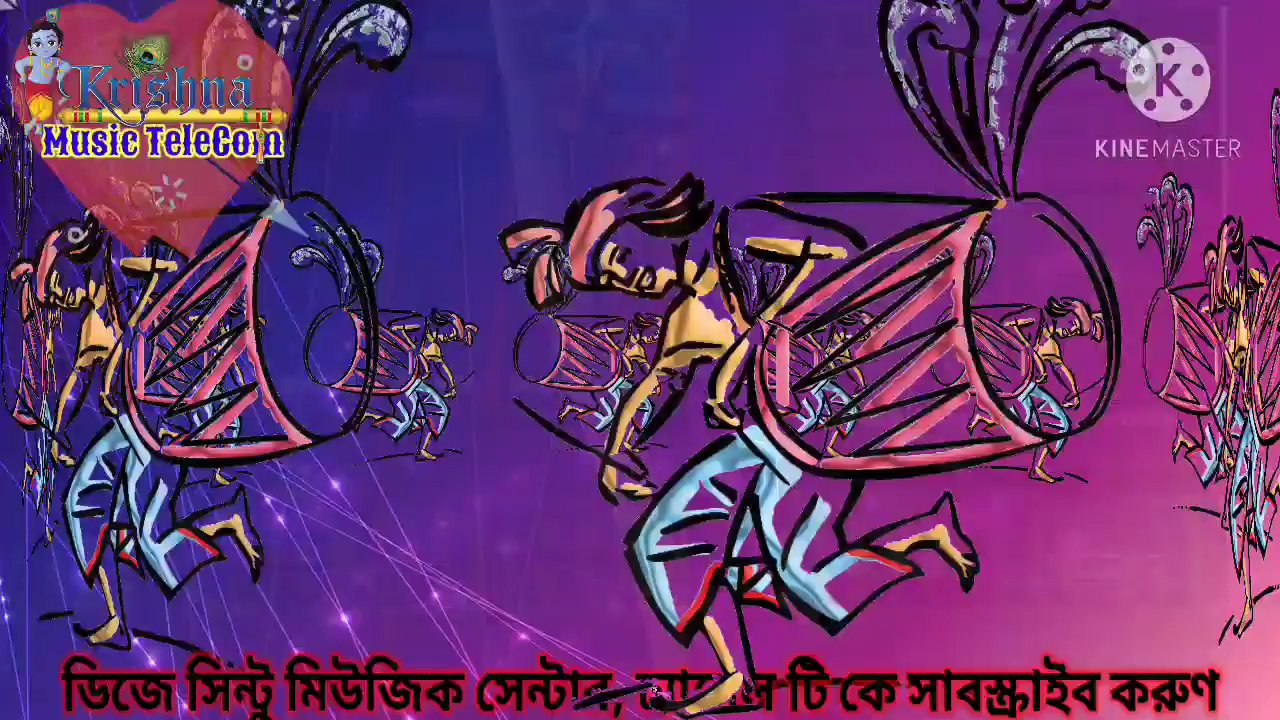 Krishna
Music TeleCom
K
KINEMASTER
ডিজে সিন্টু মিউজিক সেন্টার, টি কে সাবস্ক্রাইব করুণ